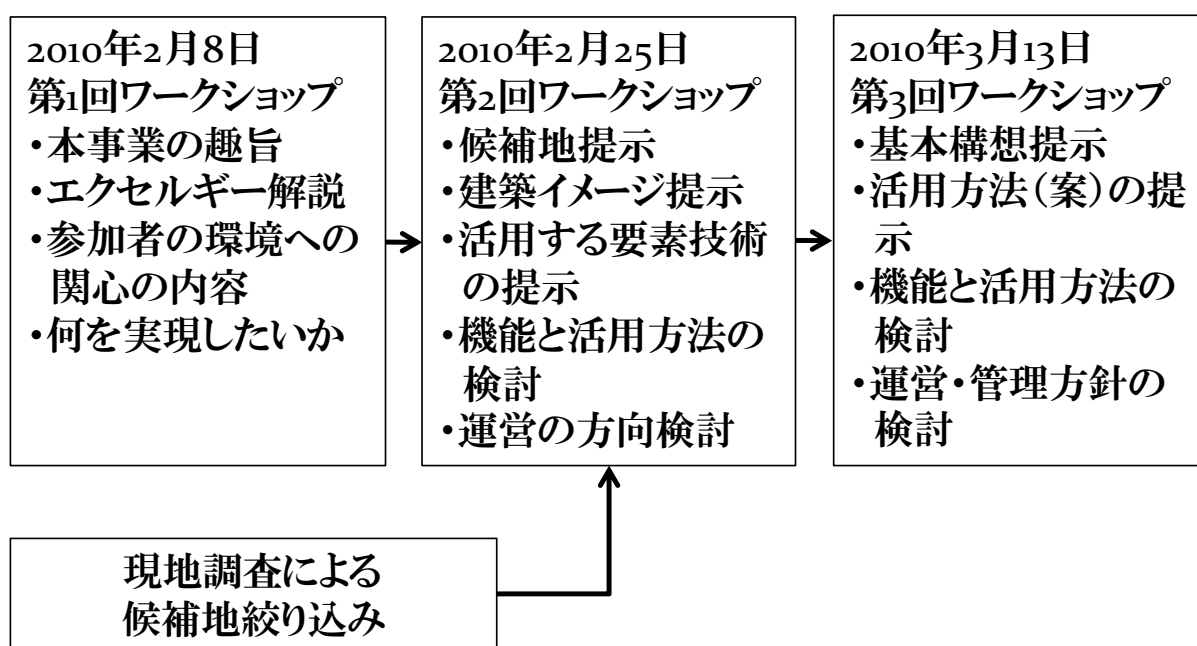 2010年2月8日
第1回ワークショップ
・本事業の趣旨
・エクセルギー解説
・参加者の環境への
関心の内容
・何を実現したいか
2010年2月25日
第2回ワークショップ
・候補地提示
・建築イメージ提示
・活用する要素技術
の提示
・機能と活用方法の
検討
・運営の方向検討
2010年3月13日
第3回ワークショップ
・基本構想提示
・活用方法(案)の提
示
・機能と活用方法の
検討
・運営・管理方針の
検討
現地調査による
候補地絞り込み